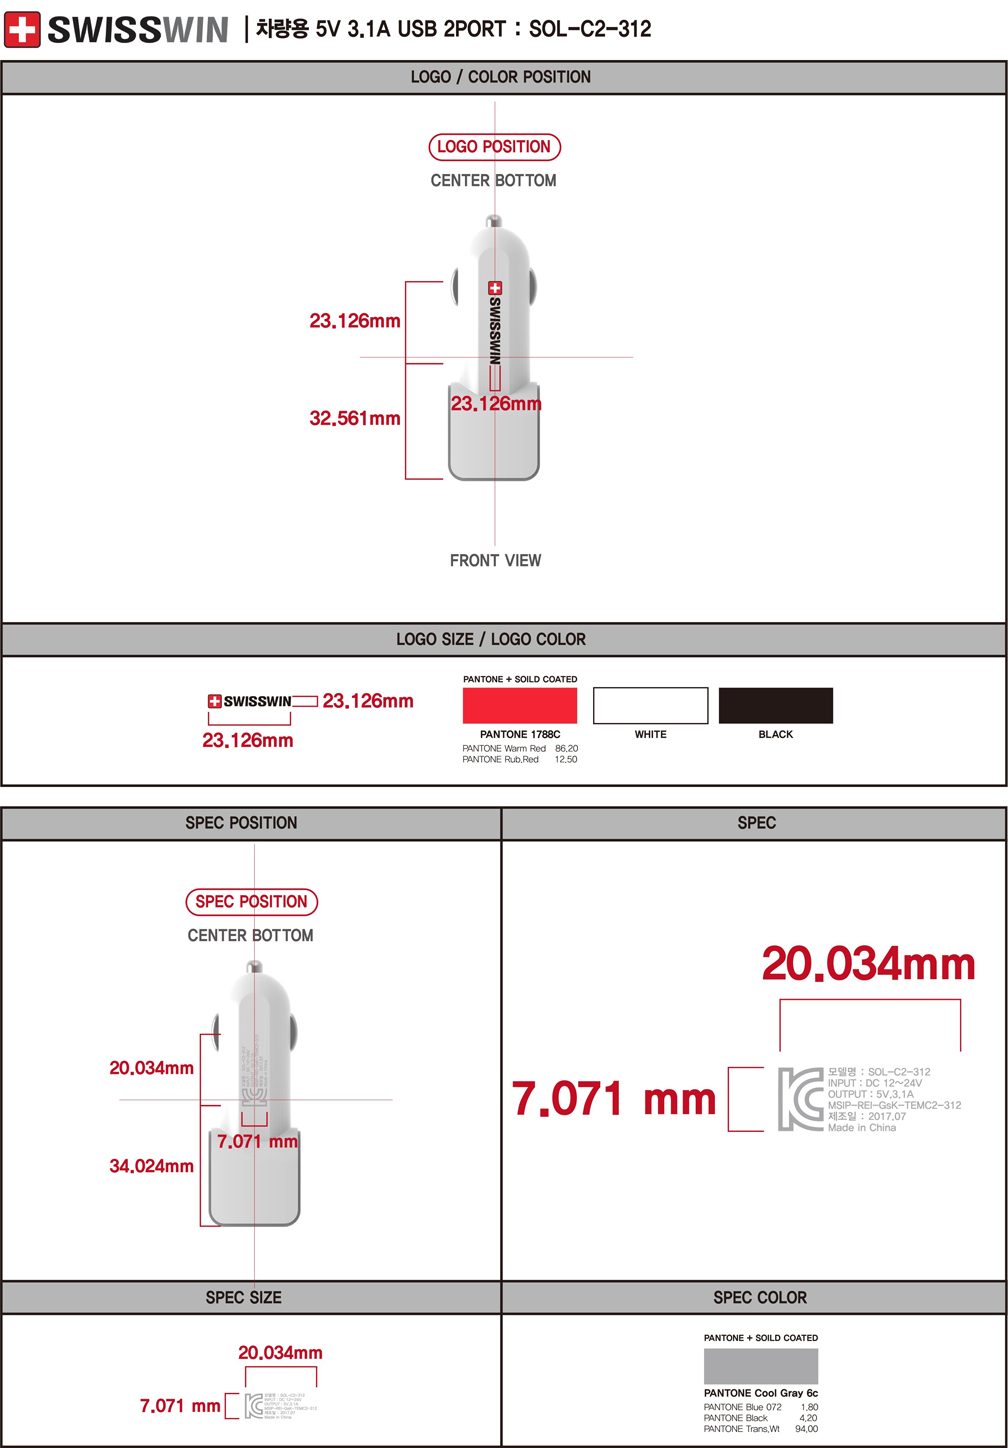 SWISSWIN | 차량용 5V 3.1A USB 2PORT : SOL-C2-312
LOGO / COLOR POSITION
LOGO POSITION
CENTER BOTTOM
SWISSWIN
23.126mm
23.126mm
32.561mm
FRONT VIEW
LOGO SIZE / LOGO COLOR
SWISSWIN
23.126mm
23.126mm
PANTONE + SOILD COATED
PANTONE 1788C
PANTONE Warm Red 86,20
PANTONE Rub.Red 12,50
WHITE
BLACK
SPEC POSITION
SPEC POSITION
CENTER BOTTOM
20.034mm
7.071 mm
34.024mm
SPEC
20.034mm
7.071 mm
KC
모델명 : SOL-C2-312
INPUT : DC 12~24V
OUTPUT : 5V,3.1A
MSIP-REI-GsK-TEMC2-312
제조일 : 2017.07
Made in China
SPEC SIZE
20.034mm
7.071 mm
KC
모델명 : SOL-C2-312
INPUT : DC 12~24V
OUTPUT : 5V,3.1A
MSIP-REI-GsK-TEMC2-312
제조일 : 2017.07
Made in China
SPEC COLOR
PANTONE + SOILD COATED
PANTONE Cool Gray 6c
PANTONE Blue 072 1,80
PANTONE Black 4,20
PANTONE Trans.Wt 94,00